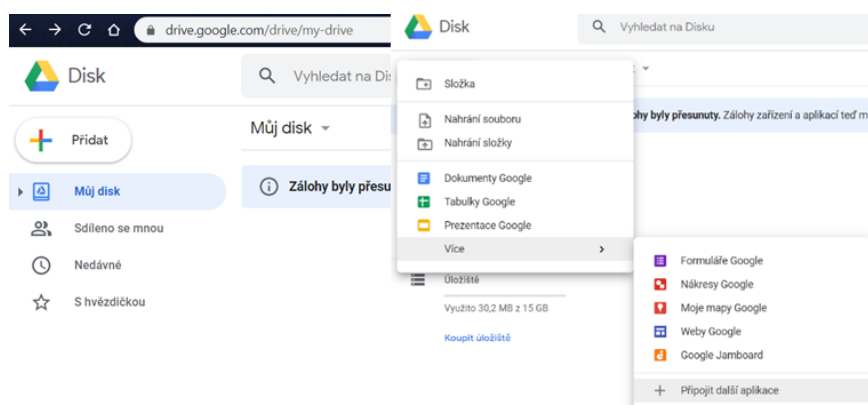 drive.google.com/drive/my-drive
Disk
Vyhledat na Dis
Přidat
Můj disk
Zálohy byly přesu
Můj disk
Sdíleno se mnou
Nedávné
S hvězdičkou
Disk
Vyhledat na Disku
Složka
Nahrání souboru
Nahrání složky
Dokumenty Google
Tabulky Google
Prezentace Google
Více
hy byly přesunuty. Zálohy zařízení a aplikací teď m
Úložiště
Využito 30,2 MB z 15 GB
Koupit úložiště
Formuláře Google
Nákresy Google
Moje mapy Google
Weby Google
Google Jamboard
Připojit další aplikace